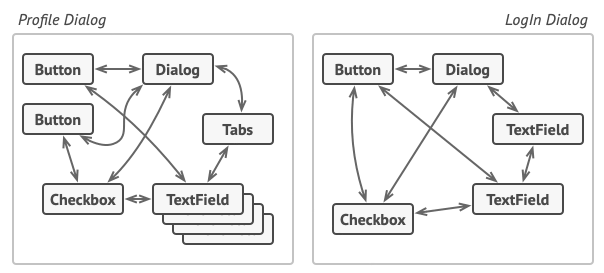 Profile Dialog
Button
Dialog
Button
Tabs
Checkbox
TextField
LogIn Dialog
Button
Dialog
TextField
TextField
Checkbox